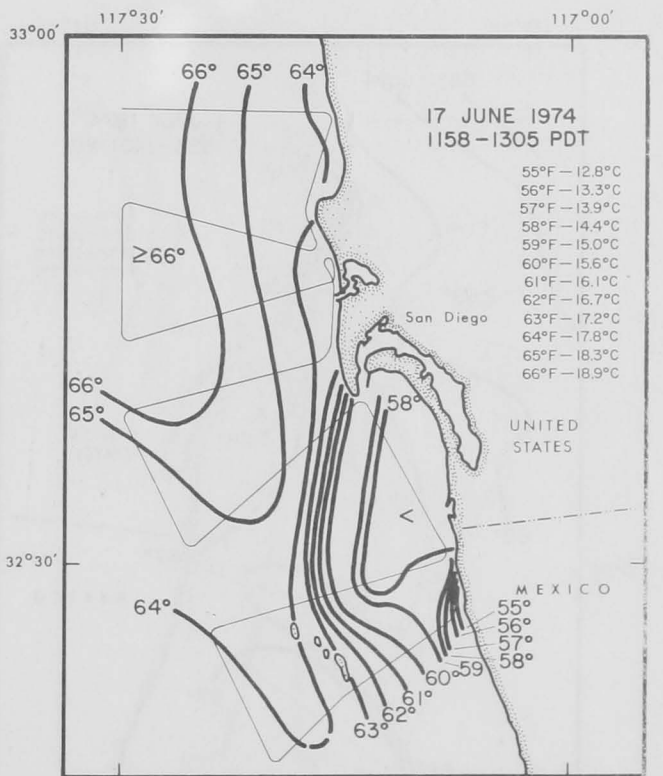 117°30'
117°00'
33°00'
66° 65° 64°
17 JUNE 1974
1158-1305 PDT
55°F-12.8°C
56°F-13.3°C
57°F-13.9°C
58°F-14.4°C
59°F-15.0°C
60°F-15.6°C
61°F-16.1°C
62°F-16.7°C
63°F-17.2°C
64°F-17.8°C
65°F-18.3°C
66°F-18.9°C
≥66°
San Diego
66°
65°
58°
UNITED
STATES
<
32°30'
MEXICO
64°
55°
56°
57°
58°
59
60°
61°
62°
63°